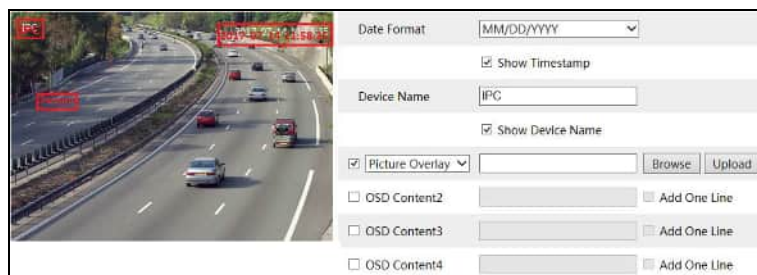 IPC
Date Format MM/DD/YYYY
Show Timestamp
Device Name IPC
Show Device Name
Picture Overlay Browse Upload
OSD Content2 Add One Line
OSD Content3 Add One Line
OSD Content4 Add One Line